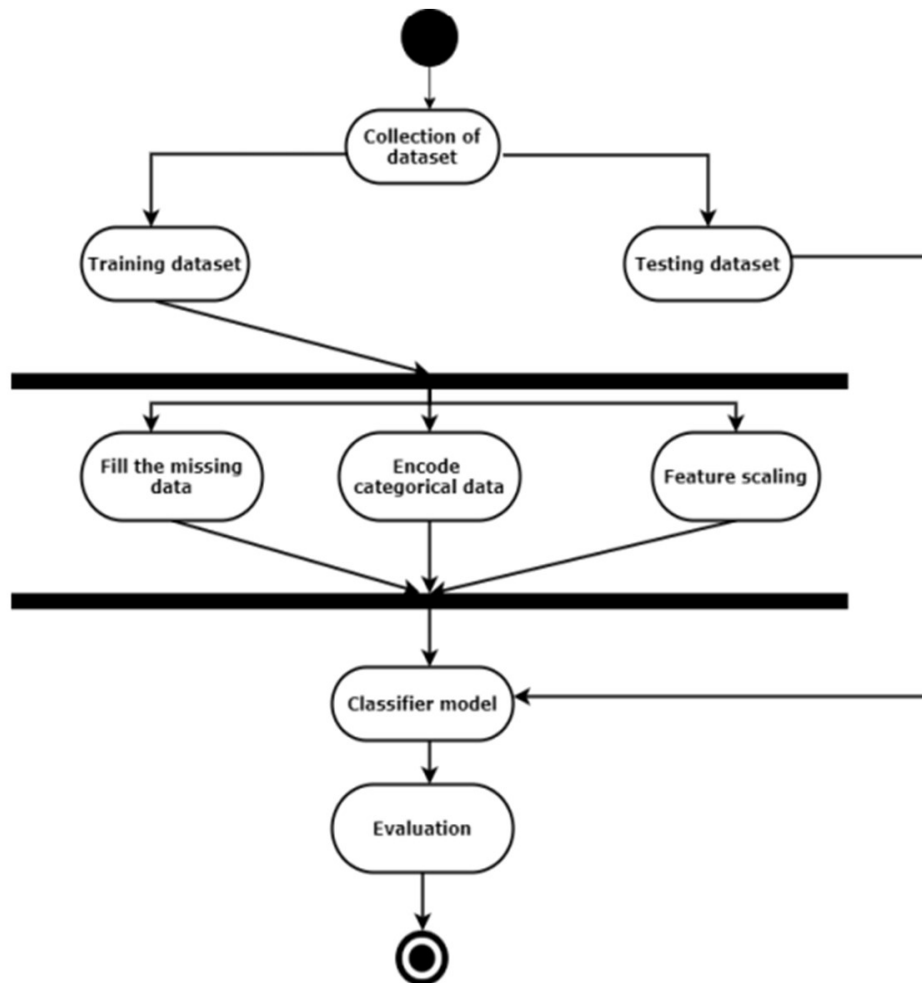 Collection of
dataset
Training dataset
Testing dataset
Fill the missing
data
Encode
categorical data
Feature scaling
Classifier model
Evaluation